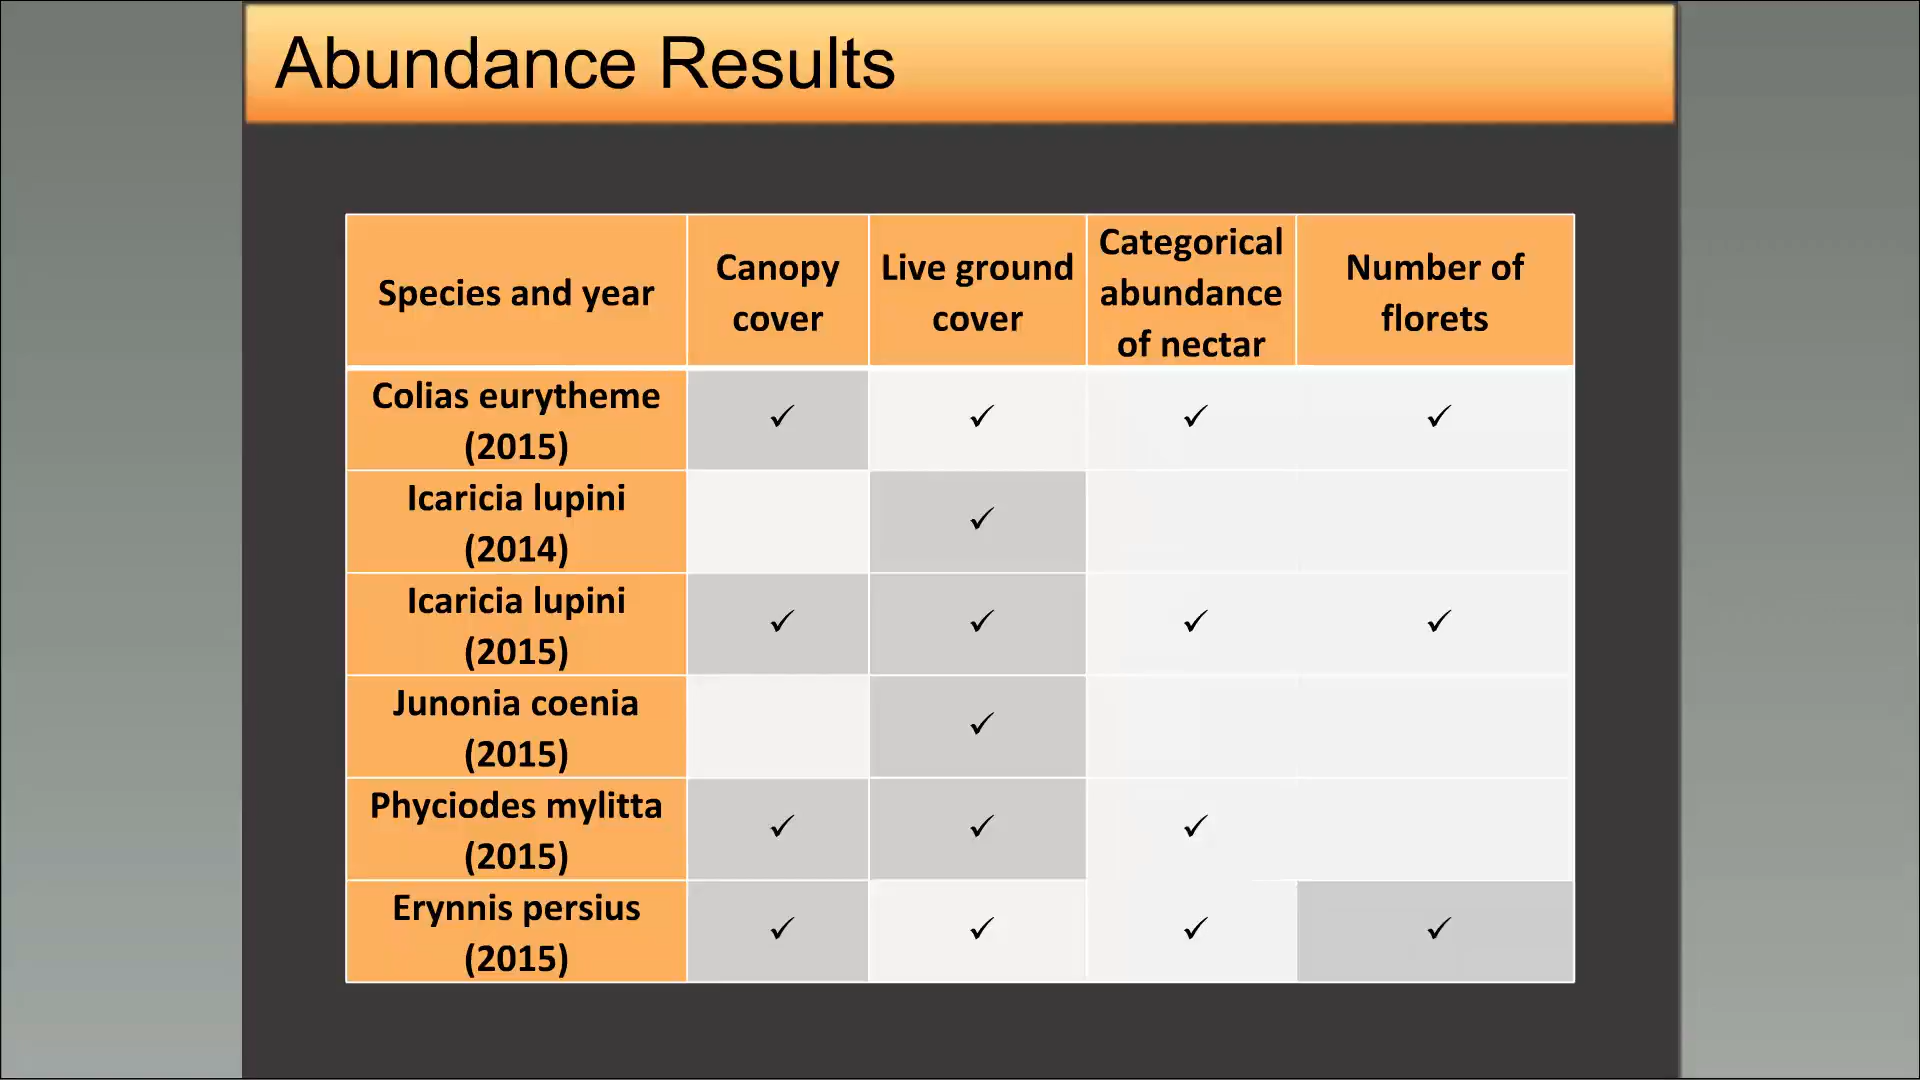 Abundance Results
Species and year
Canopy
cover
Live ground
cover
Categorical
abundance
of nectar
Number of
florets
Colias eurytheme
(2015)
✓ ✓ ✓ ✓
Icaricia lupini
(2014)
✓
Icaricia lupini
(2015)
✓ ✓ ✓ ✓
Junonia coenia
(2015)
✓
Phyciodes mylitta
(2015)
✓ ✓ ✓
Erynnis persius
(2015)
✓ ✓ ✓ ✓